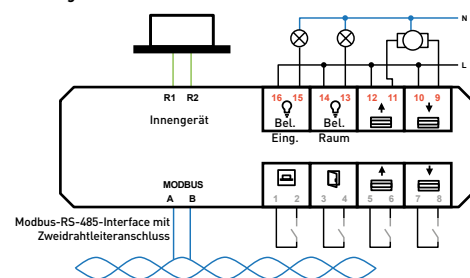 N
L
R1 R2
16 15 14 13 12 11 10 9
Innengerät
Bel. Bel.
Eing. Raum
MODBUS
A B
1 2 3 4 5 6 7 8
Modbus-RS-485-Interface mit
Zweidrahtleiteranschluss